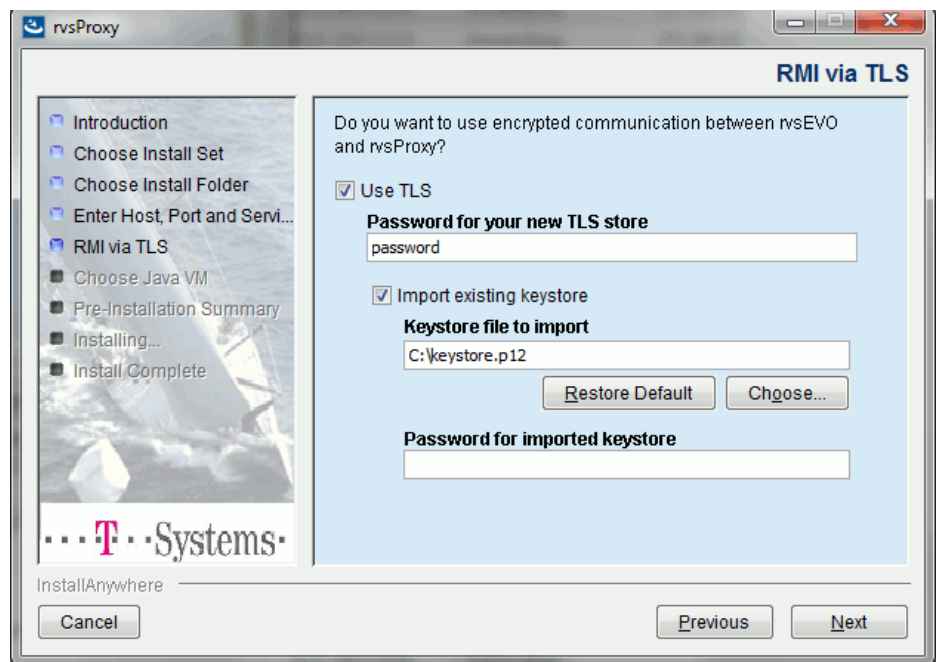 rvsProxy
RMI via TLS
Introduction
Choose Install Set
Choose Install Folder
Enter Host, Port and Servi...
RMI via TLS
Choose Java VM
Pre-Installation Summary
Installing...
Install Complete
Do you want to use encrypted communication between rvsEVO
and rvsProxy?
Use TLS
Password for your new TLS store
password
Import existing keystore
Keystore file to import
C:\keystore.p12
Restore Default Choose...
Password for imported keystore
····T··Systems·
InstallAnywhere
Cancel Previous Next